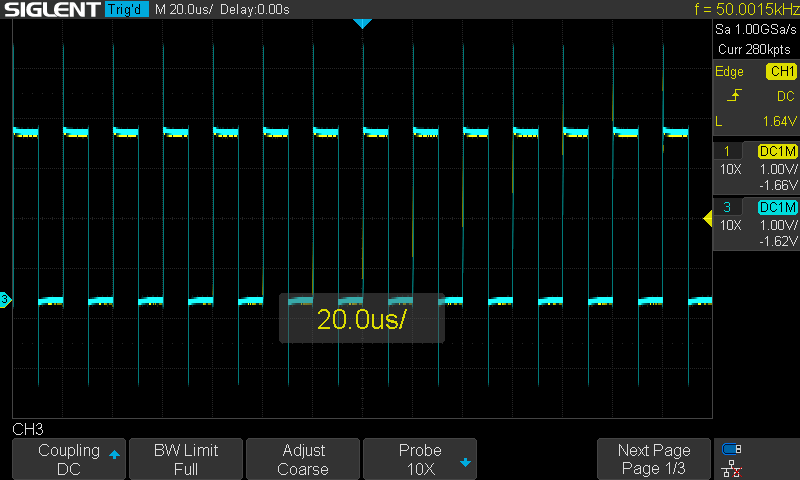 SIGLENT Trig'd M 20.0us/ Delay:0.00s f = 50.0015kHz
Sa 1.00GSa/s
Curr 280kpts
Edge CH1
DC
L 1.64V
1 DC1M
10X 1.00V/
-1.66V
3 DC1M
10X 1.00V/
-1.62V
3
20.0us/
CH3
Coupling
DC
BW Limit
Full
Adjust
Coarse
Probe
10X
Next Page
Page 1/3